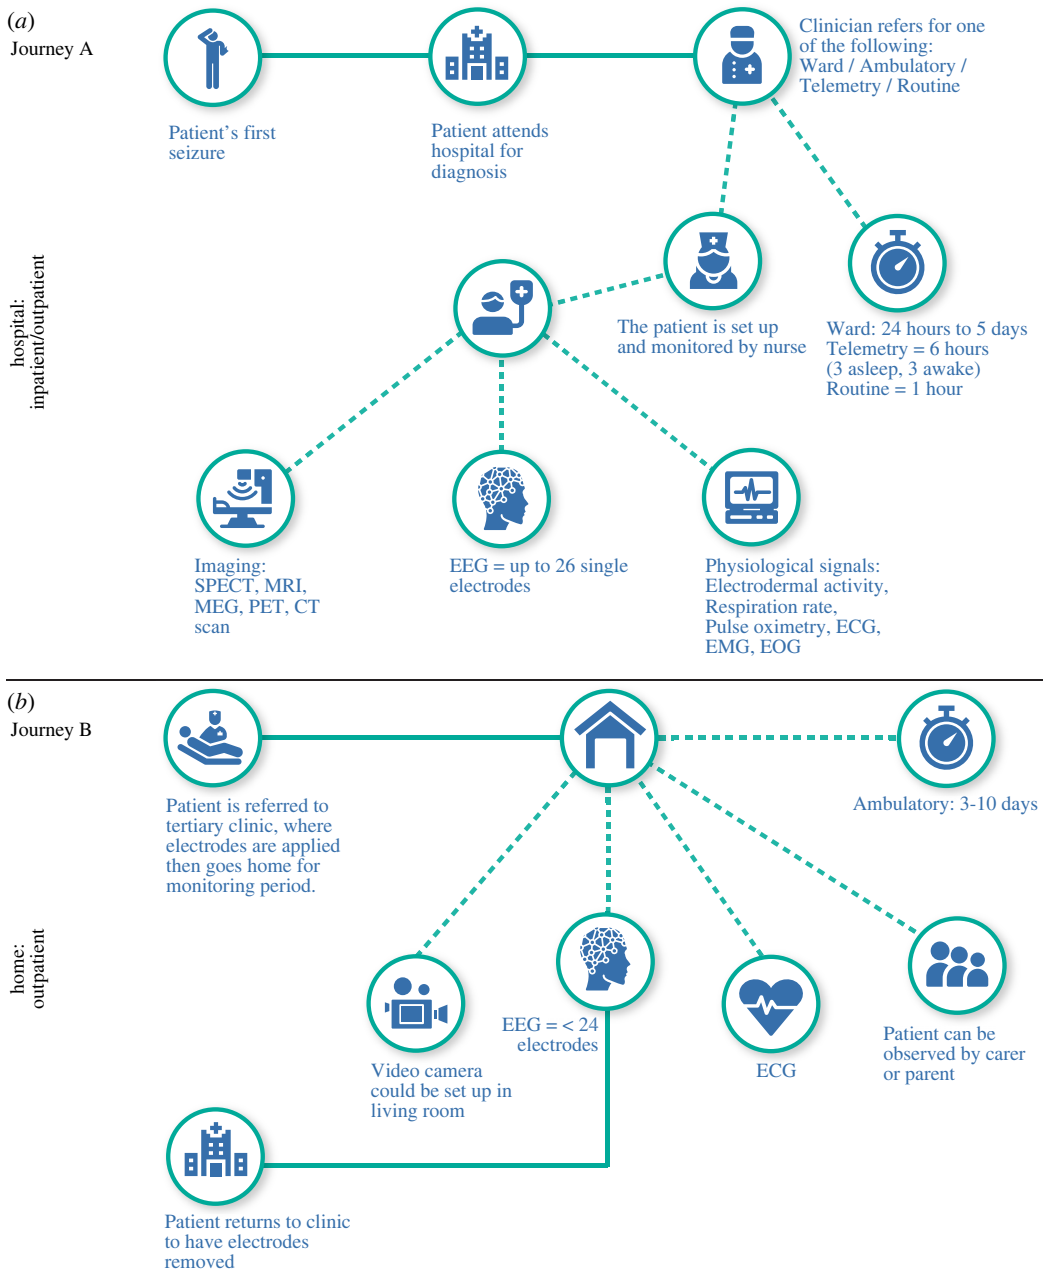 (a)
Journey A
Clinician refers for one
of the following:
Ward / Ambulatory /
Telemetry / Routine
Patient's first
seizure
Patient attends
hospital for
diagnosis
hospital:
inpatient/outpatient
The patient is set up
and monitored by nurse
Ward: 24 hours to 5 days
Telemetry = 6 hours
(3 asleep, 3 awake)
Routine = 1 hour
Imaging:
SPECT, MRI,
MEG, PET, CT
scan
EEG = up to 26 single
electrodes
Physiological signals:
Electrodermal activity,
Respiration rate,
Pulse oximetry, ECG,
EMG, EOG
(b)
Journey B
Patient is referred to
tertiary clinic, where
electrodes are applied
then goes home for
monitoring period.
Ambulatory: 3-10 days
home:
outpatient
Video camera
could be set up in
living room
EEG = < 24
electrodes
ECG
Patient can be
observed by carer
or parent
Patient returns to clinic
to have electrodes
removed